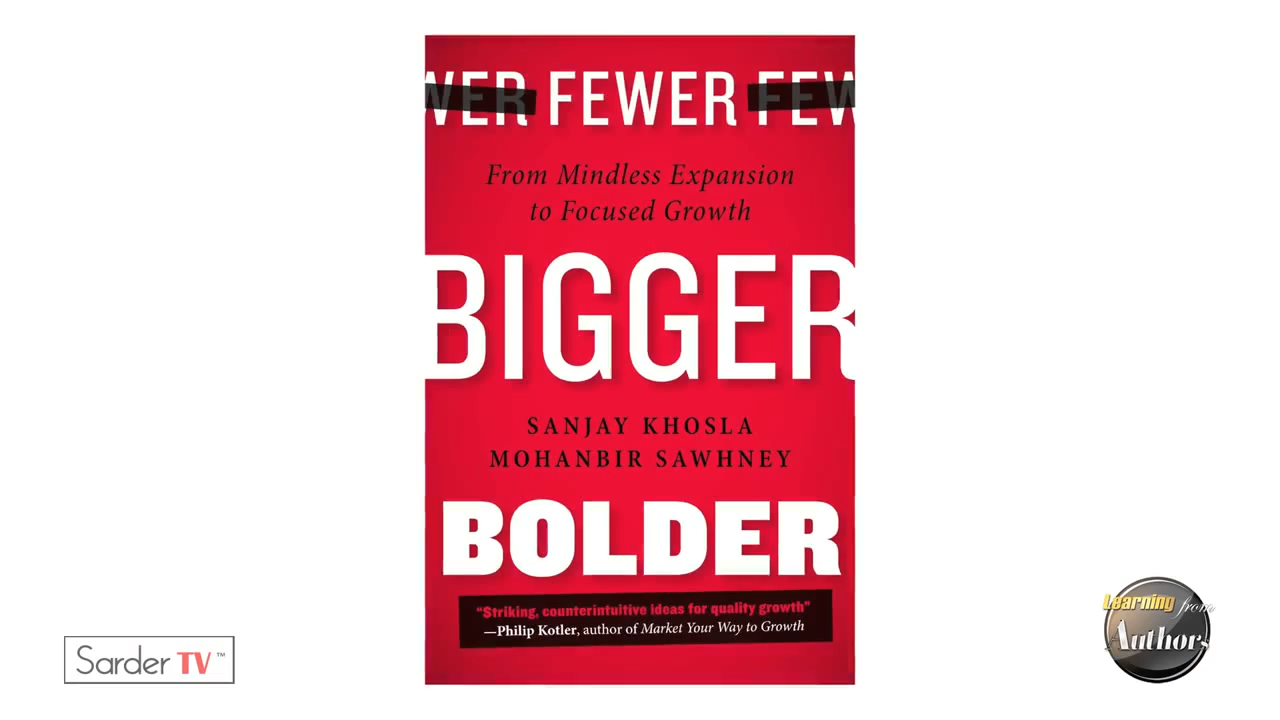 WER FEWER FEW
From Mindless Expansion
to Focused Growth
BIGGER
SANJAY KHOSLA
MOHANBIR SAWHNEY
BOLDER
“Striking, counterintuitive ideas for quality growth”
—Philip Kotler, author of Market Your Way to Growth
Sarder TV™
Learning from
Authors